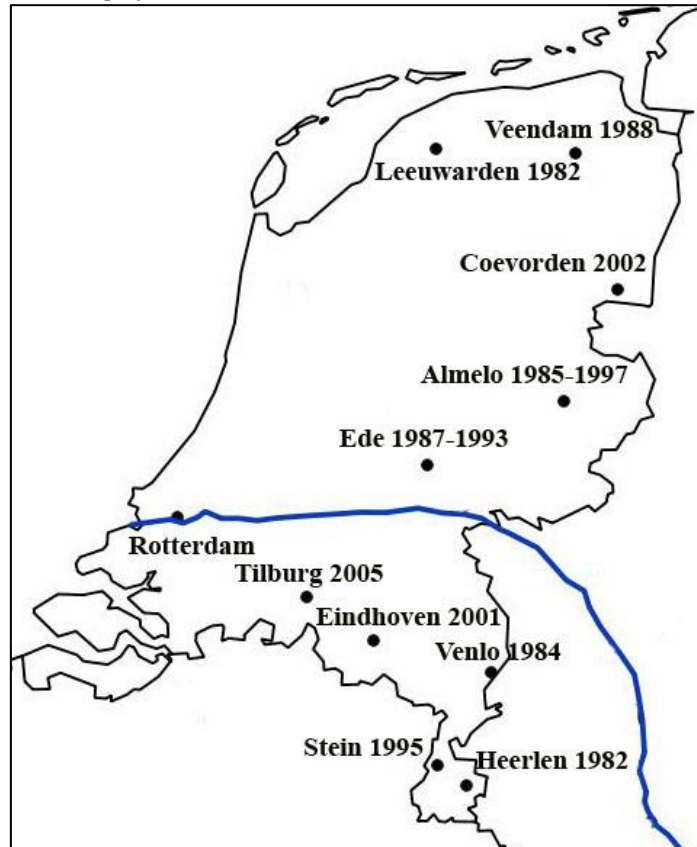 Veendam 1988
Leeuwarden 1982
Coevorden 2002
Almelo 1985-1997
Ede 1987-1993
Rotterdam
Tilburg 2005
Eindhoven 2001
Venlo 1984
Stein 1995
Heerlen 1982